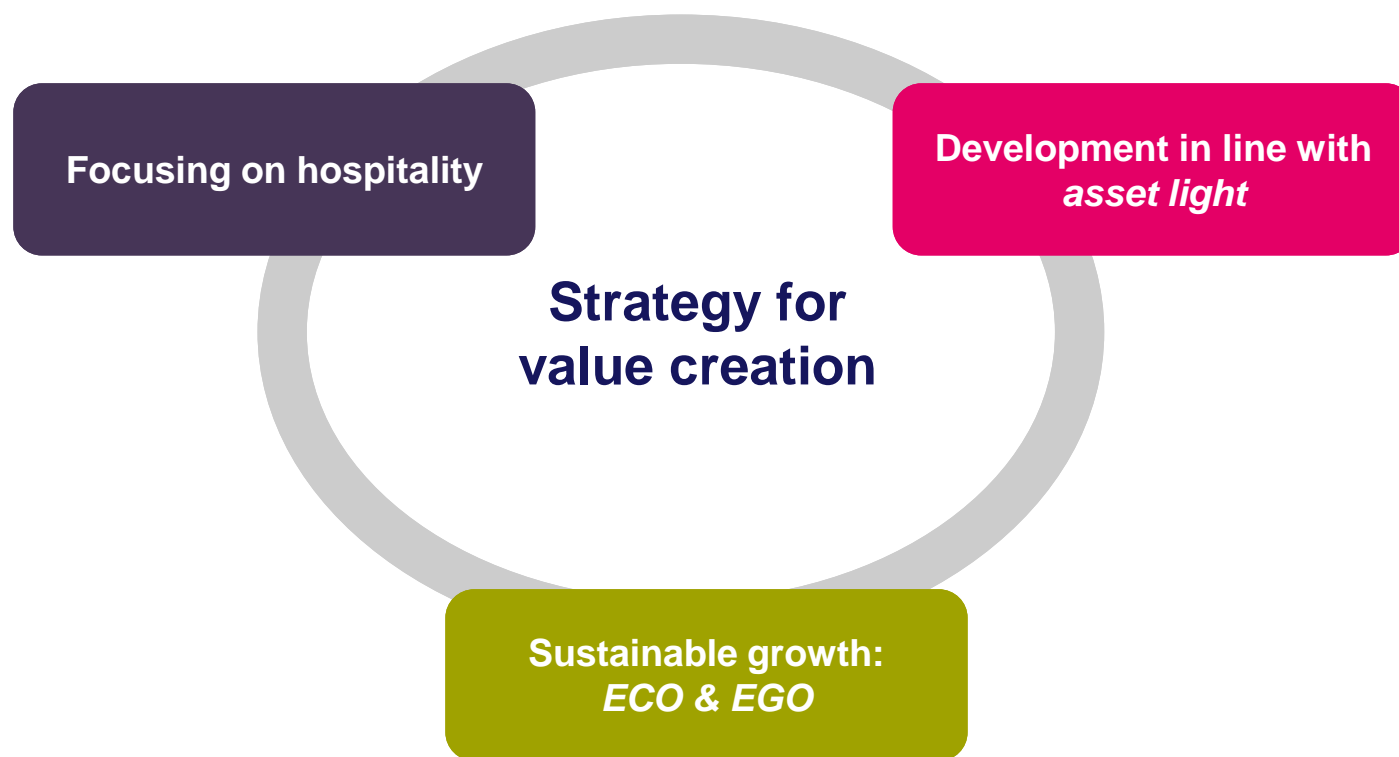 Focusing on hospitality
Development in line with
asset light
Strategy for
value creation
Sustainable growth:
ECO & EGO